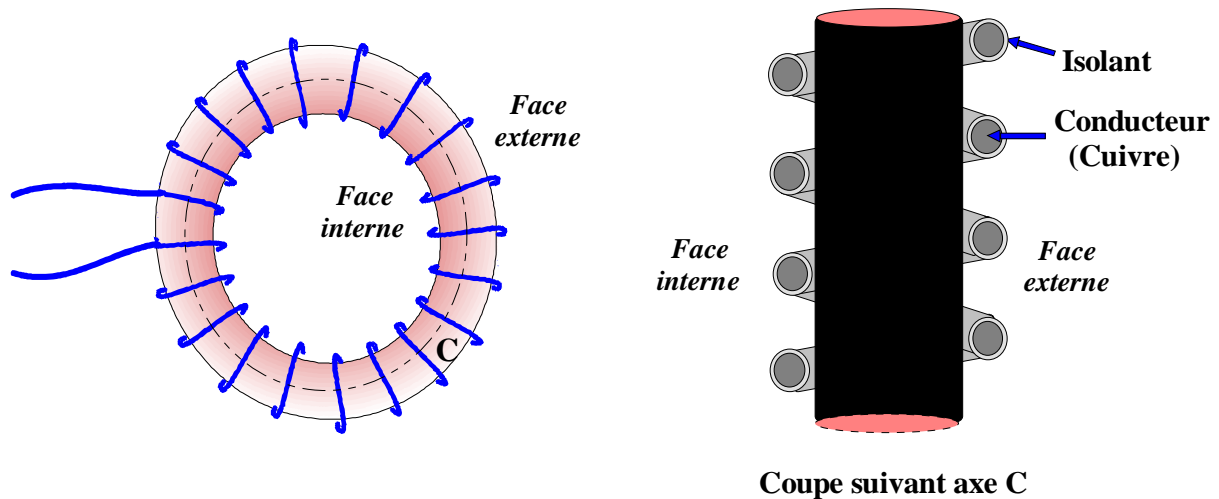 Face
externe
Face
interne
C
Isolant
Conducteur
(Cuivre)
Face
interne
Face
externe
Coupe suivant axe C